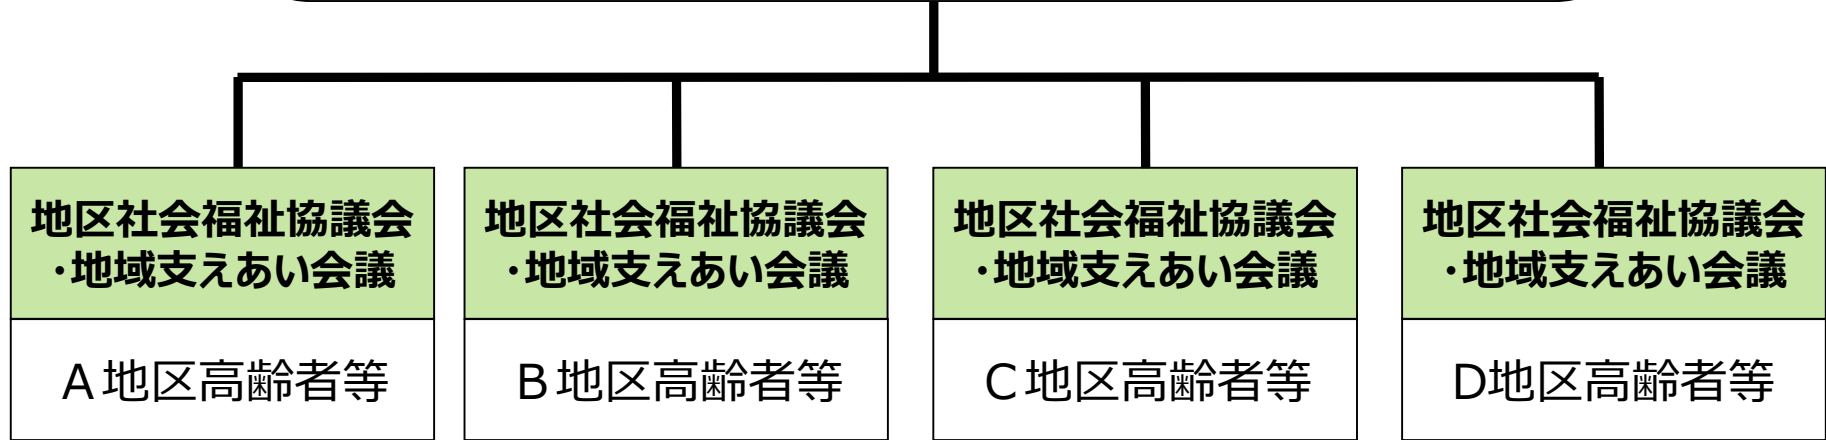 地区社会福祉協議会
・地域支えあい会議
A地区高齢者等
地区社会福祉協議会
・地域支えあい会議
B地区高齢者等
地区社会福祉協議会
・地域支えあい会議
C地区高齢者等
地区社会福祉協議会
・地域支えあい会議
D地区高齢者等